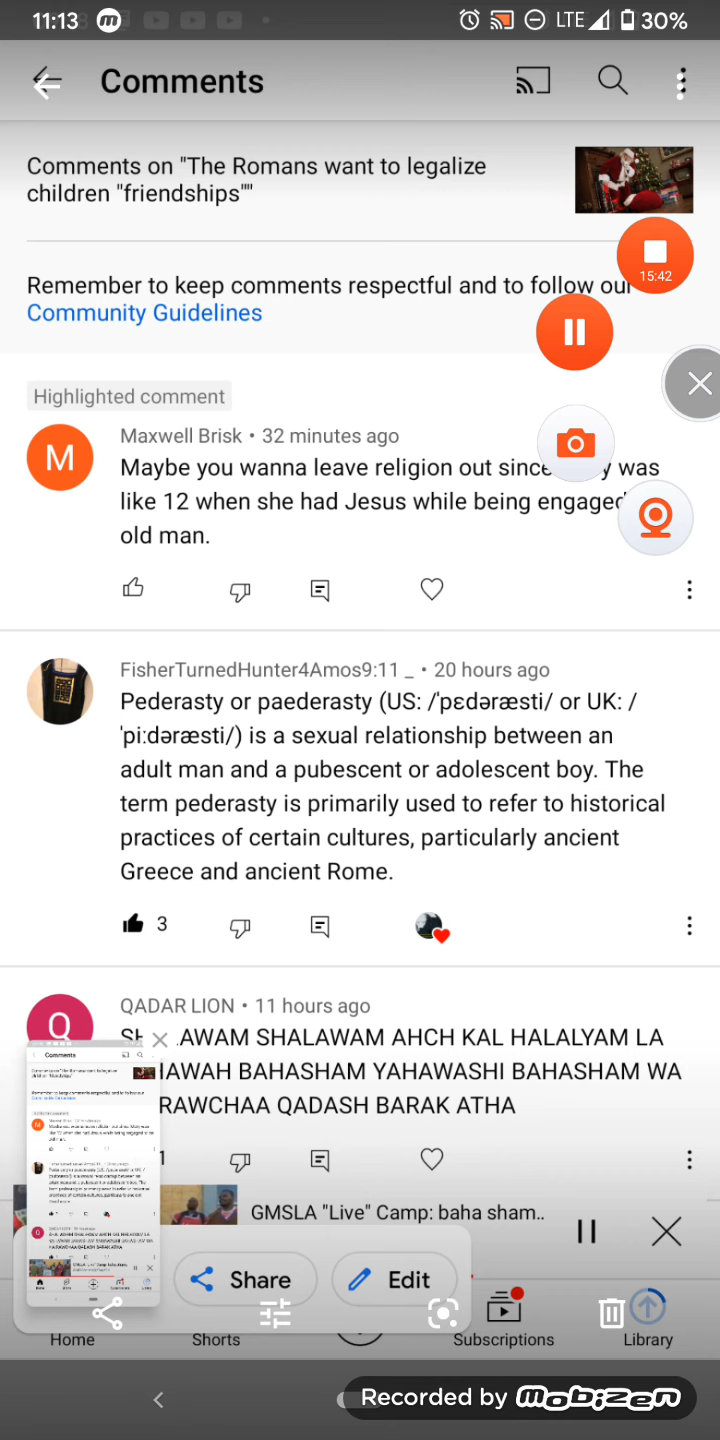 11:13
LTE
30%
Comments
Comments on "The Romans want to legalize
children "friendships""
15:42
Remember to keep comments respectful and to follow our
Community Guidelines
Highlighted comment
M
Maxwell Brisk • 32 minutes ago
Maybe you wanna leave religion out since y was
like 12 when she had Jesus while being engaged
old man.
FisherTurnedHunter4Amos9:11 _ • 20 hours ago
Pederasty or paederasty (US: /ˈpɛdəræsti/ or UK: /
ˈpiːdəræsti/) is a sexual relationship between an
adult man and a pubescent or adolescent boy. The
term pederasty is primarily used to refer to historical
practices of certain cultures, particularly ancient
Greece and ancient Rome.
3
Q
QADAR LION • 11 hours ago
SH AWAM SHALAWAM AHCH KAL HALALYAM LA
HAWAH BAHASHAM YAHAWASHI BAHASHAM WA
RAWCHAA QADASH BARAK ATHA
1
Comments
GMSLA "Live" Camp: baha sham..
Share
Edit
Home
Shorts
Subscriptions
Library
Recorded by Mobizen